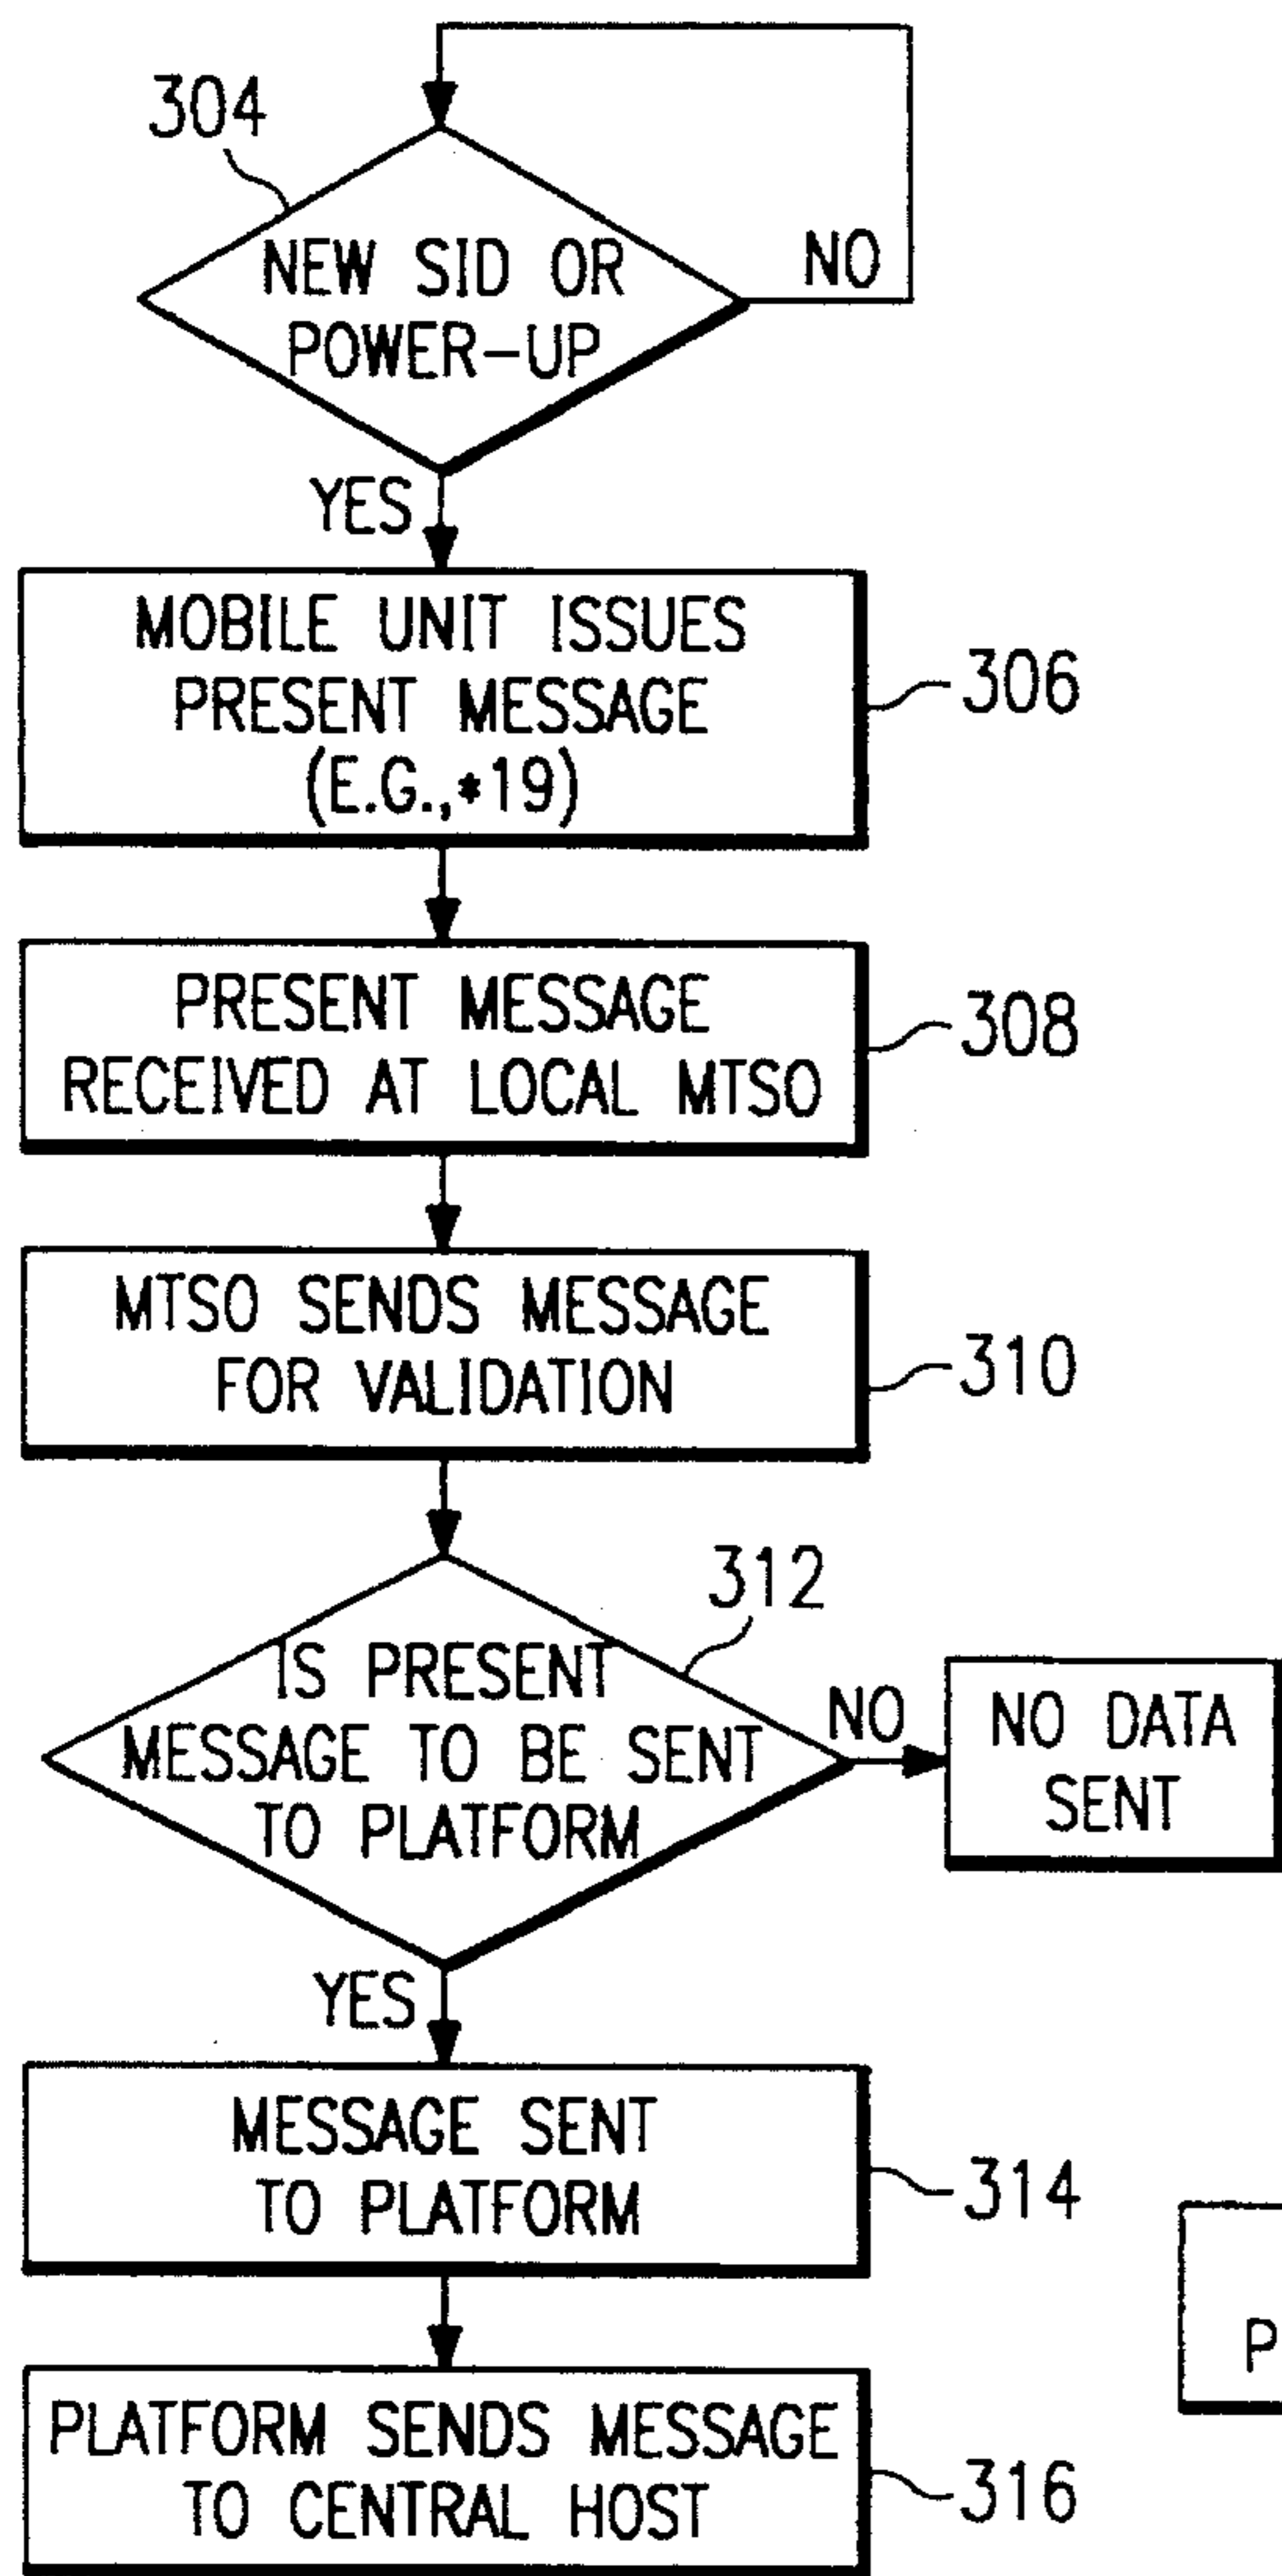 304
NEW SID OR
POWER-UP
NO
YES
MOBILE UNIT ISSUES
PRESENT MESSAGE
(E.G.,*19)
306
PRESENT MESSAGE
RECEIVED AT LOCAL MTSO
308
MTSO SENDS MESSAGE
FOR VALIDATION
310
312
IS PRESENT
MESSAGE TO BE SENT
TO PLATFORM
NO
NO DATA
SENT
YES
MESSAGE SENT
TO PLATFORM
314
P
PLATFORM SENDS MESSAGE
TO CENTRAL HOST
316